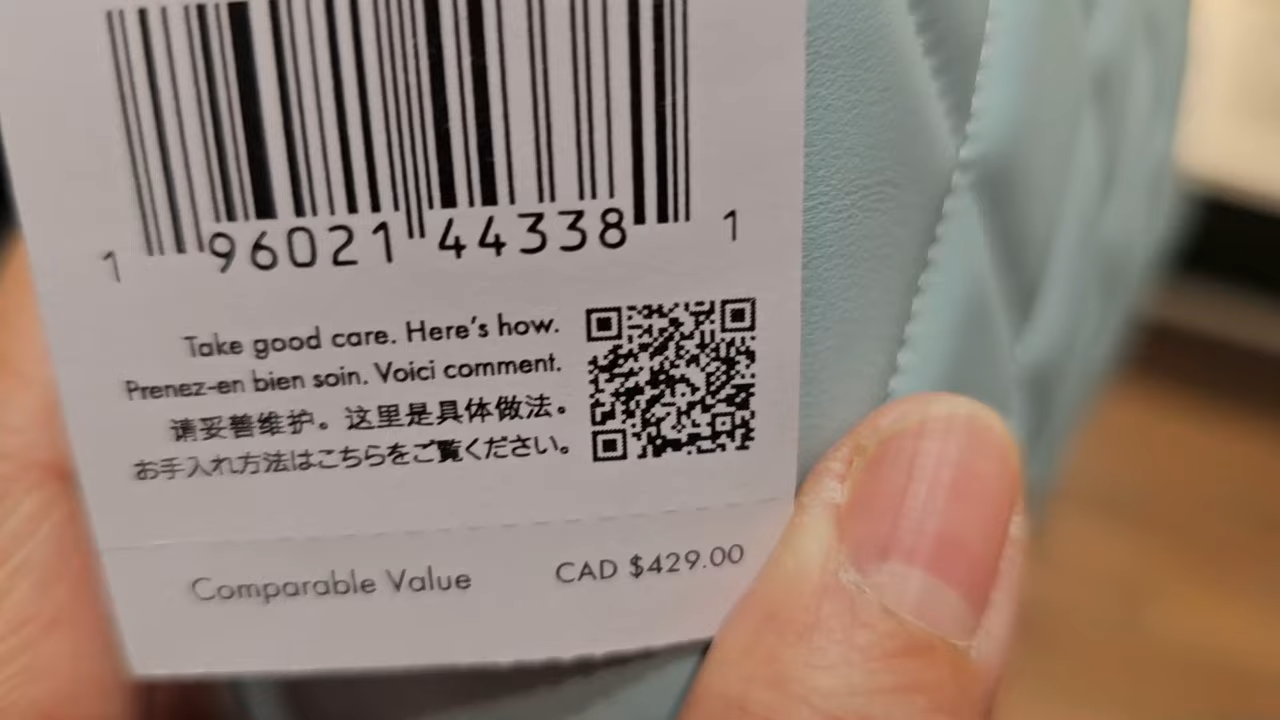 1 96021 44338 1
Take good care. Here's how.
Prenez-en bien soin. Voici comment.
请妥善维护。这里是具体做法。
お手入れ方法はこちらをご覧ください。
Comparable Value CAD $429.00